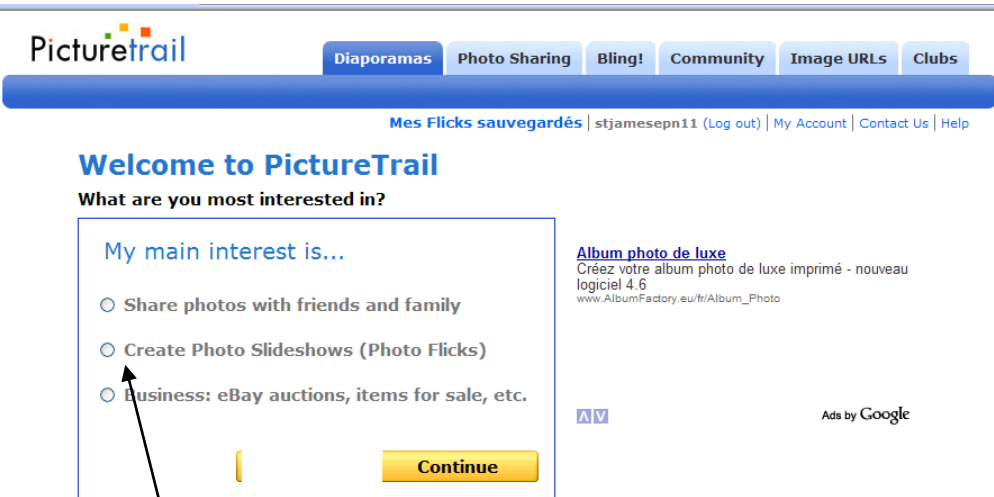 Picturetrail
Diaporamas Photo Sharing Bling! Community Image URLs Clubs
Mes Flicks sauvegardés | stjamesepn11 (Log out) | My Account | Contact Us | Help
Welcome to PictureTrail
What are you most interested in?
My main interest is...
Share photos with friends and family
Create Photo Slideshows (Photo Flicks)
Business: eBay auctions, items for sale, etc.
Continue
Album photo de luxe
Créez votre album photo de luxe imprimé - nouveau
logiciel 4.6
www.AlbumFactory.eu/fr/Album_Photo
Ads by Google